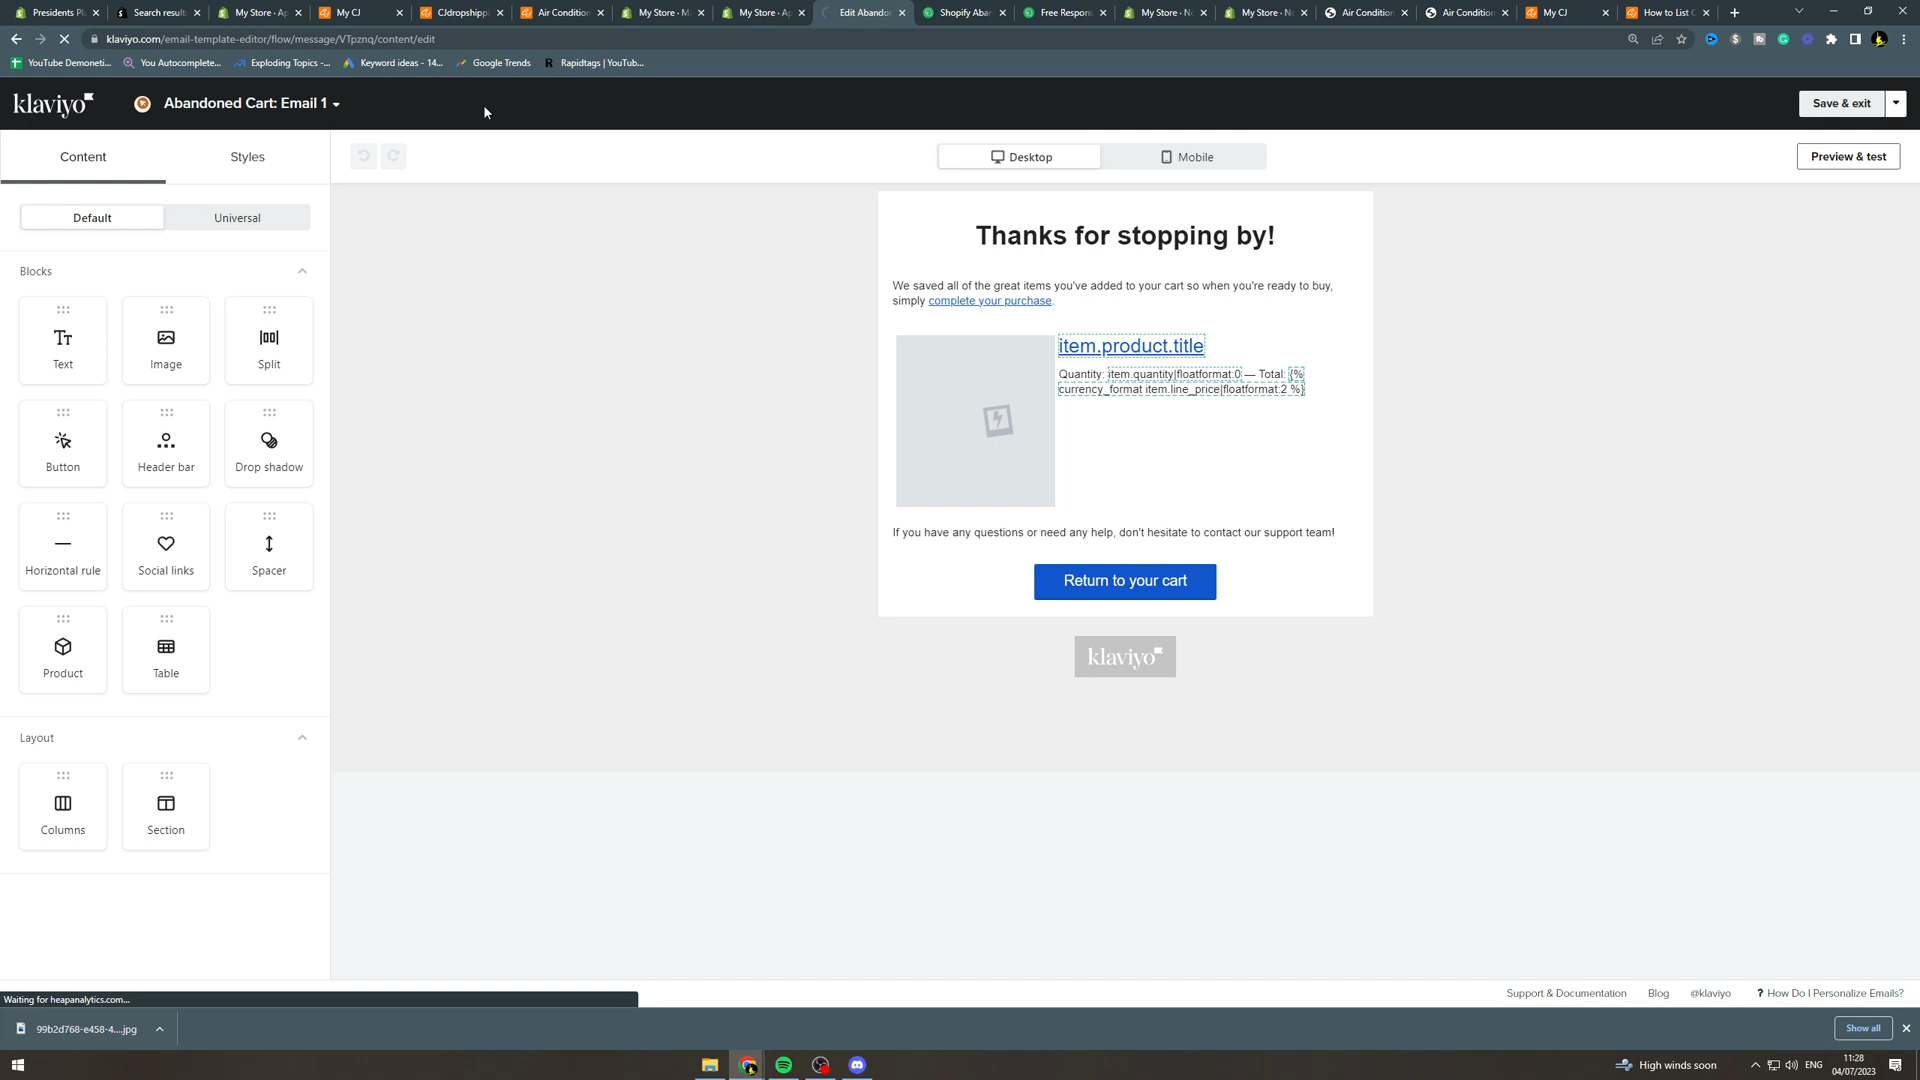 Presidents Pl
Search result
My Store · Ap
My CJ
CJdropshippi
Air Condition
My Store · M
My Store · Ap
Edit Abandon
Shopify Aban
Free Respon
My Store · No
My Store · No
Air Condition
Air Condition
My CJ
How to List C
klaviyo.com/email-template-editor/flow/message/VTpznq/content/edit
YouTube Demoneti...
You Autocomplete...
Exploding Topics -...
Keyword ideas - 14...
Google Trends
Rapidtags | YouTub...
klaviyo
Abandoned Cart: Email 1
Save & exit
Content
Styles
Desktop
Mobile
Preview & test
Default
Universal
Blocks
Text
Image
Split
Button
Header bar
Drop shadow
Horizontal rule
Social links
Spacer
Product
Table
Layout
Columns
Section
Thanks for stopping by!
We saved all of the great items you've added to your cart so when you're ready to buy,
simply complete your purchase.
item.product.title
Quantity: item.quantity|floatformat:0 — Total: {%
currency_format item.line_price|floatformat:2 %}
If you have any questions or need any help, don't hesitate to contact our support team!
Return to your cart
klaviyo
Support & Documentation
Blog
@klaviyo
? How Do I Personalize Emails?
Waiting for heapanalytics.com...
99b2d768-e458-4....jpg
Show all
High winds soon
ENG
11:28
04/07/2023